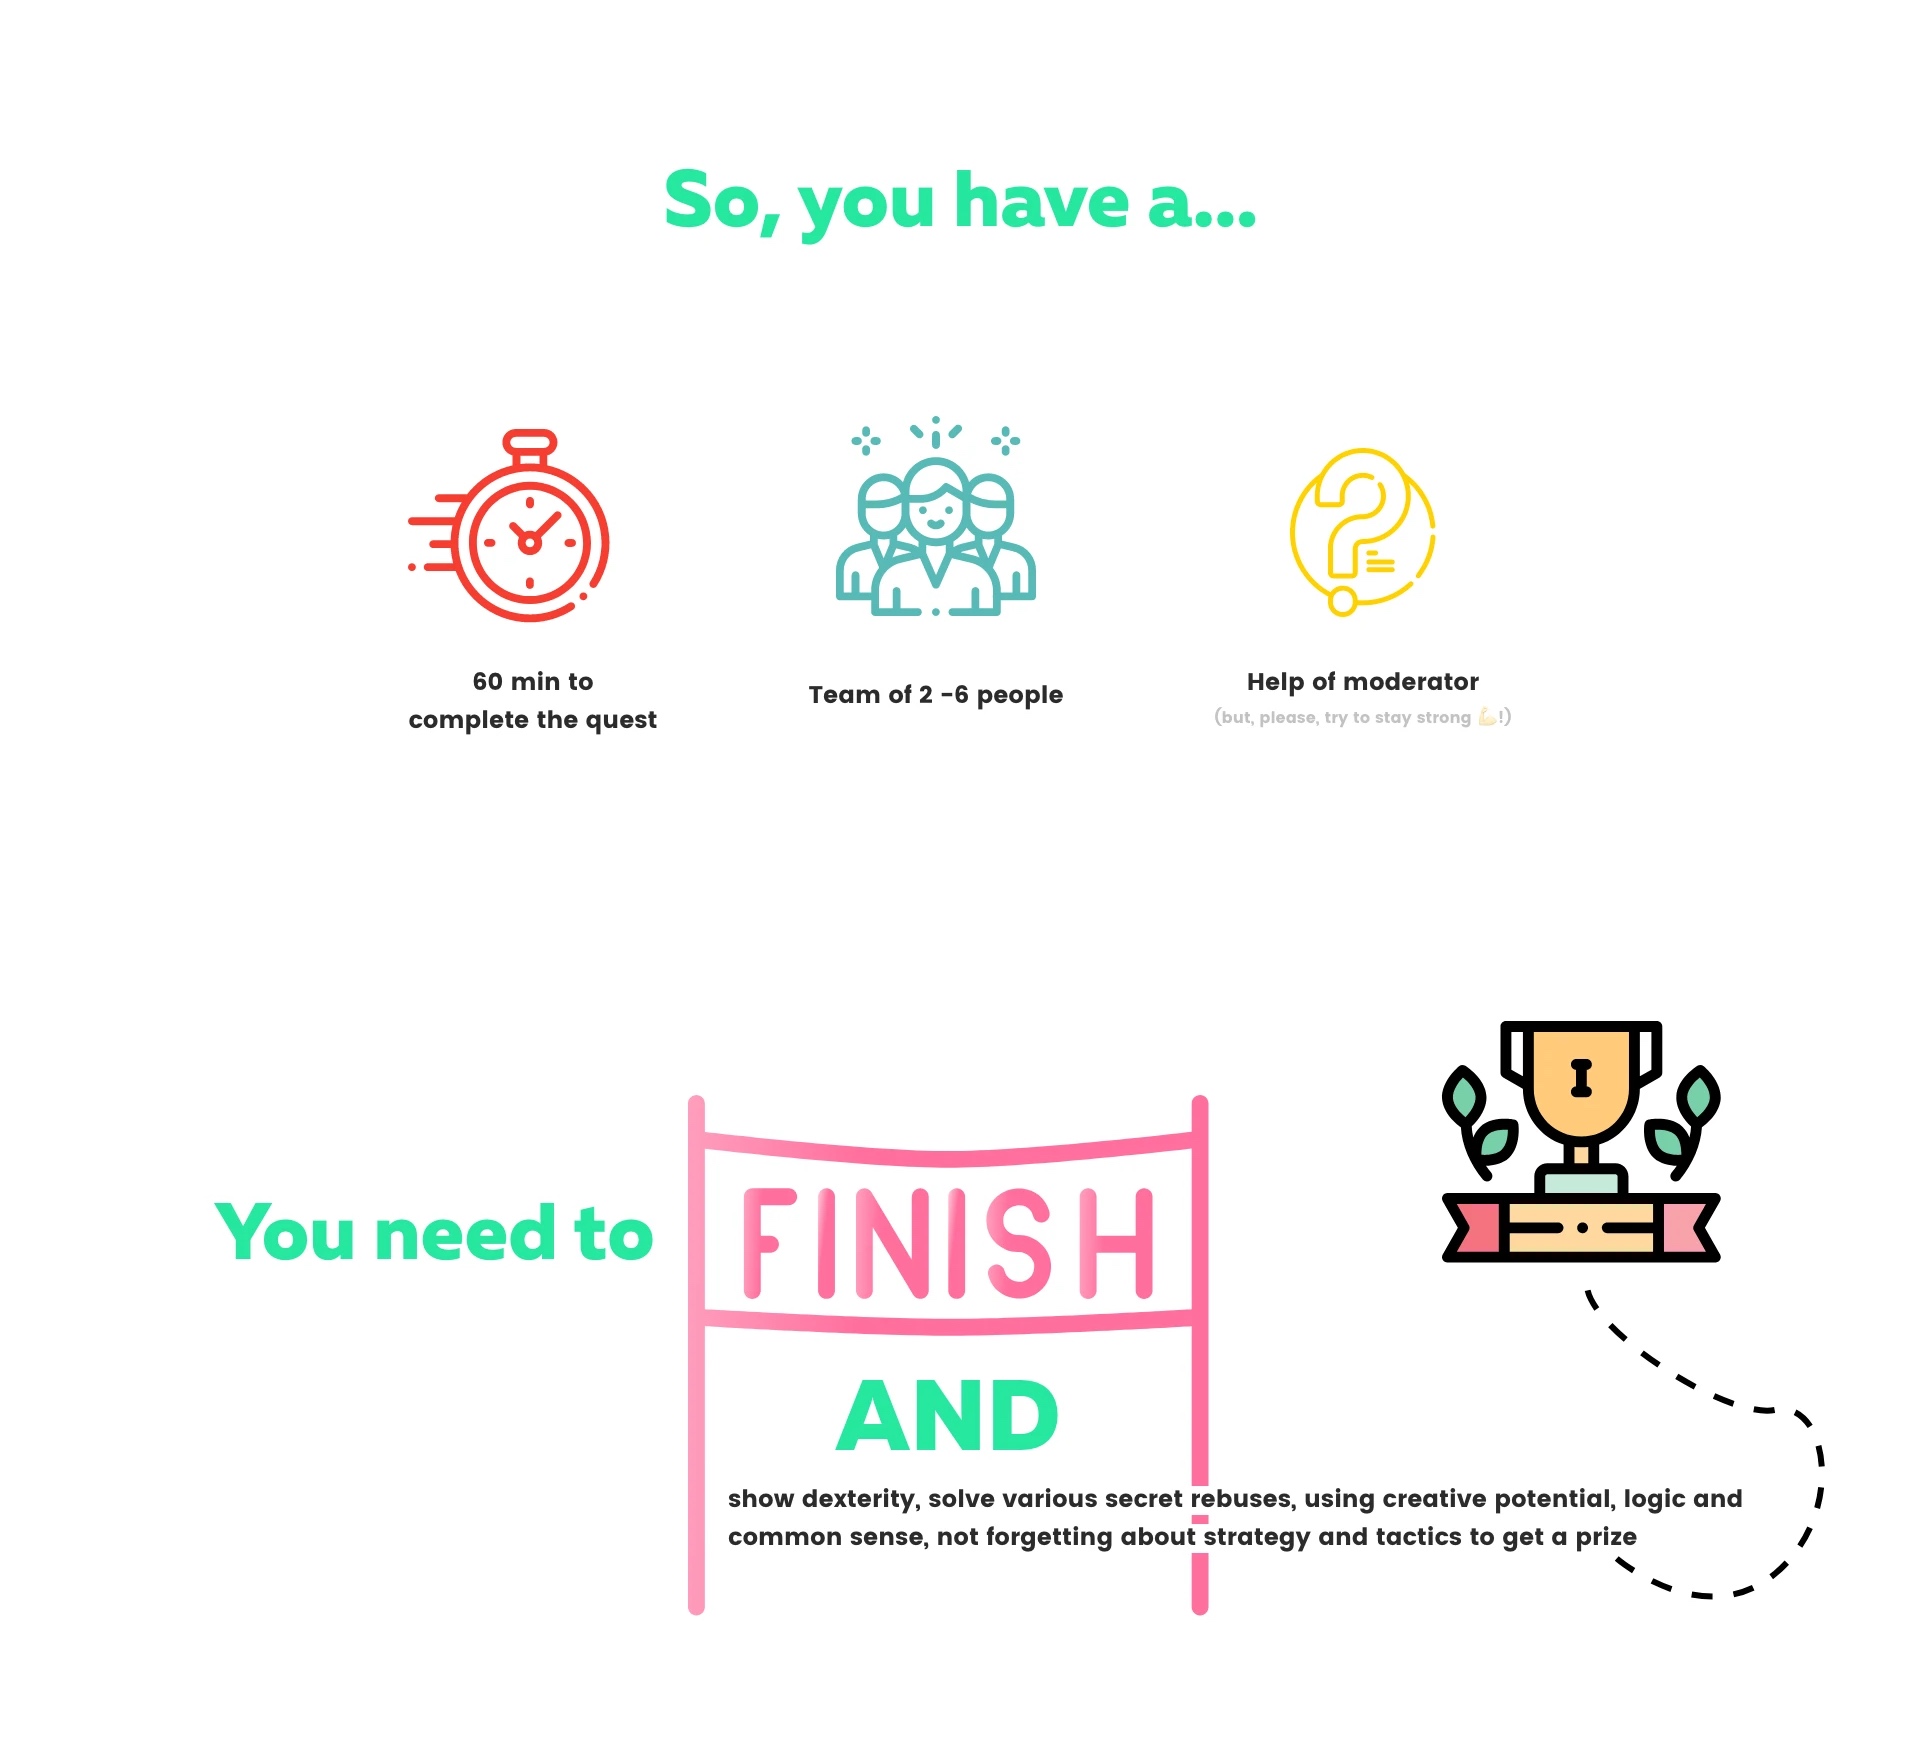 So, you have a...
60 min to
complete the quest
Team of 2 -6 people
Help of moderator
(but, please, try to stay strong 💪🏻!)
I
You need to
FINISH
AND
show dexterity, solve various secret rebuses, using creative potential, logic and
common sense, not forgetting about strategy and tactics to get a prize